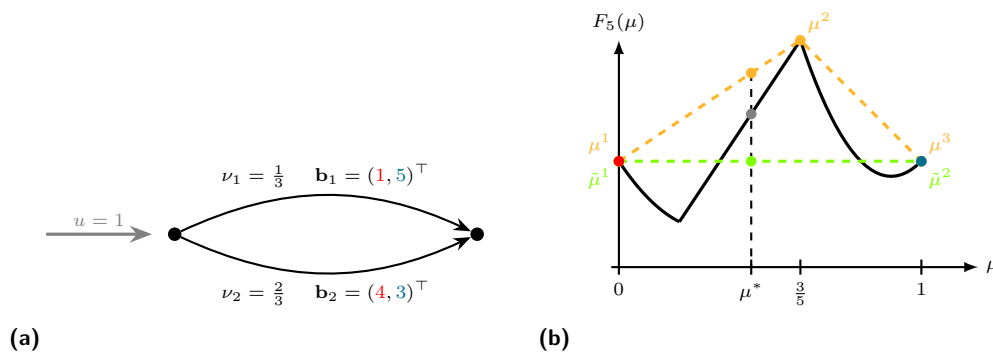 ν₁ = 1/3 b₁ = (1, 5)⊤
u = 1
ν₂ = 2/3 b₂ = (4, 3)⊤
(a)
F₅(μ)
μ²
μ¹
μ³
μ̃¹
μ̃²
μ
0
μ*
3/5
1
(b)